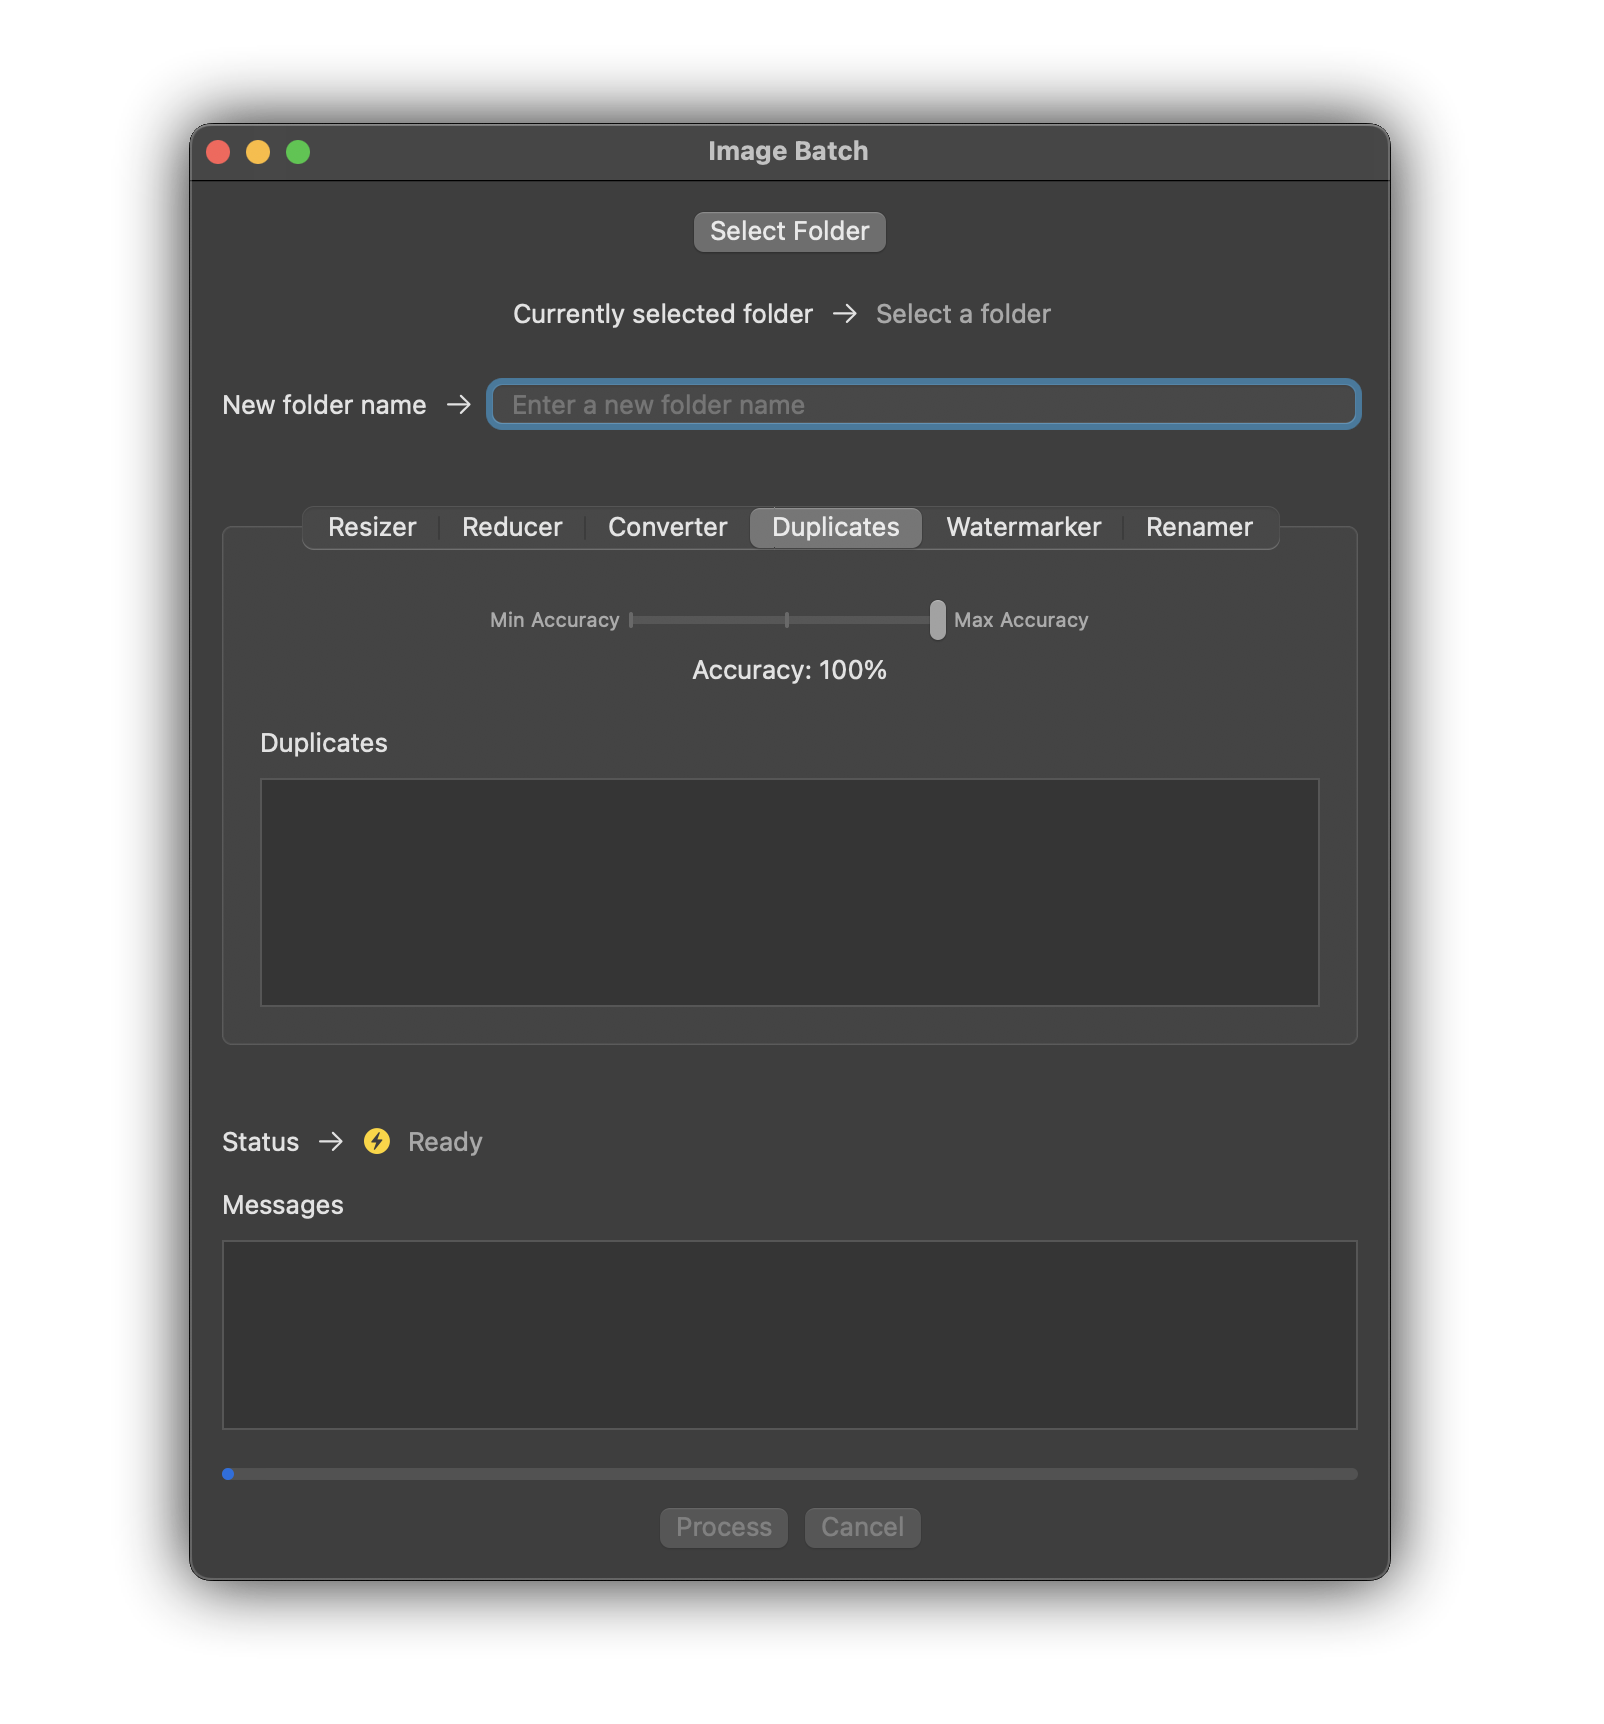 Image Batch
Select Folder
Currently selected folder → Select a folder
New folder name → Enter a new folder name
Resizer Reducer Converter Duplicates Watermarker Renamer
Min Accuracy Max Accuracy
Accuracy: 100%
Duplicates
Status → Ready
Messages
Process Cancel